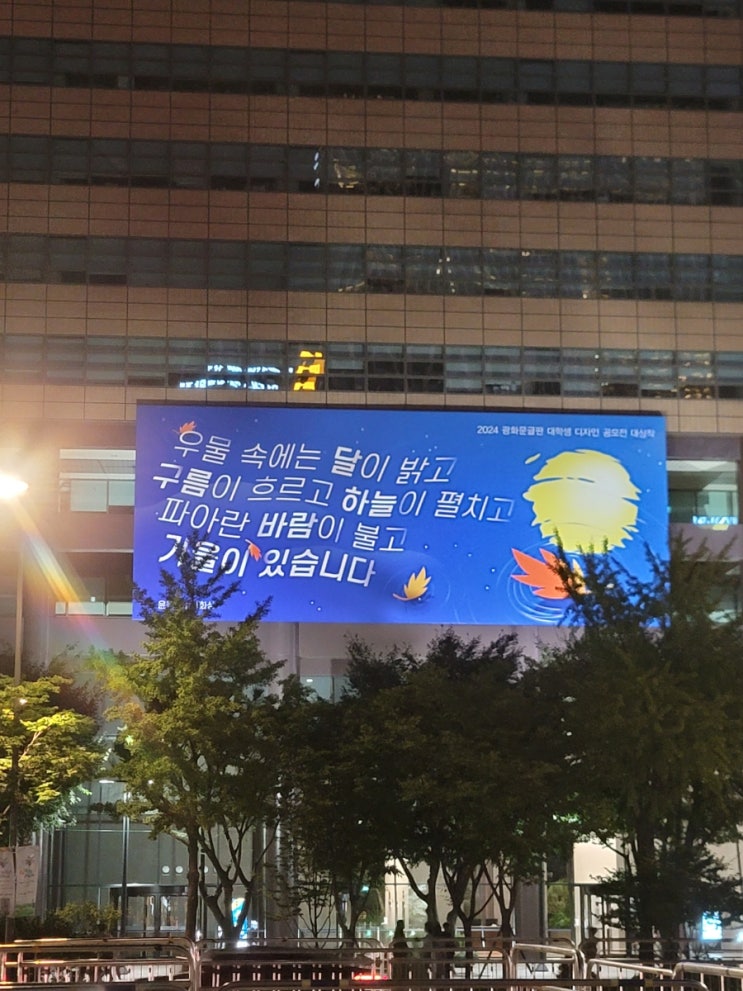 2024 광화문글판 대학생 디자인 공모전 대상작
우물 속에는 달이 밝고
구름이 흐르고 하늘이 펼치고
파아란 바람이 불고
가을이 있습니다